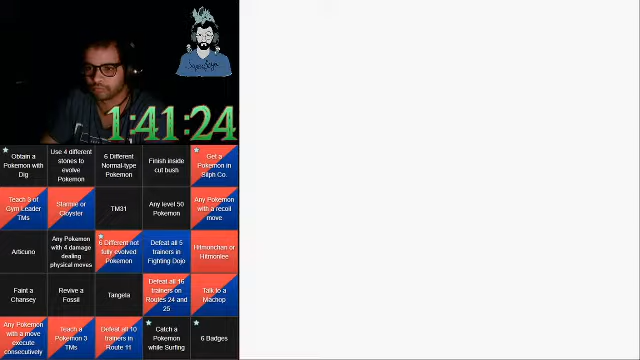 1:41:24
Obtain a
Pokemon with
Dig
Use 4 different
stones to
evolve
Pokemon
6 Different
Normal-type
Pokemon
Finish inside
cut bush
Get a
Pokemon in
Silph Co.
Teach 3 of
Gym Leader
TMs
Starmie or
Cloyster
TM31
Any level 50
Pokemon
Any Pokemon
with a recoil
move
Articuno
Any Pokemon
with 4 damage
dealing
physical moves
6 Different not
fully evolved
Pokemon
Defeat all 5
trainers in
Fighting Dojo
Hitmonchan or
Hitmonlee
Faint a
Chansey
Revive a
Fossil
Tangela
Defeat all 16
trainers on
Routes 24 and
25
Talk to a
Machop
Any Pokemon
with a move
execute
consecutively
Teach a
Pokemon 3
TMs
Defeat all 10
trainers in
Route 11
Catch a
Pokemon
while Surfing
6 Badges